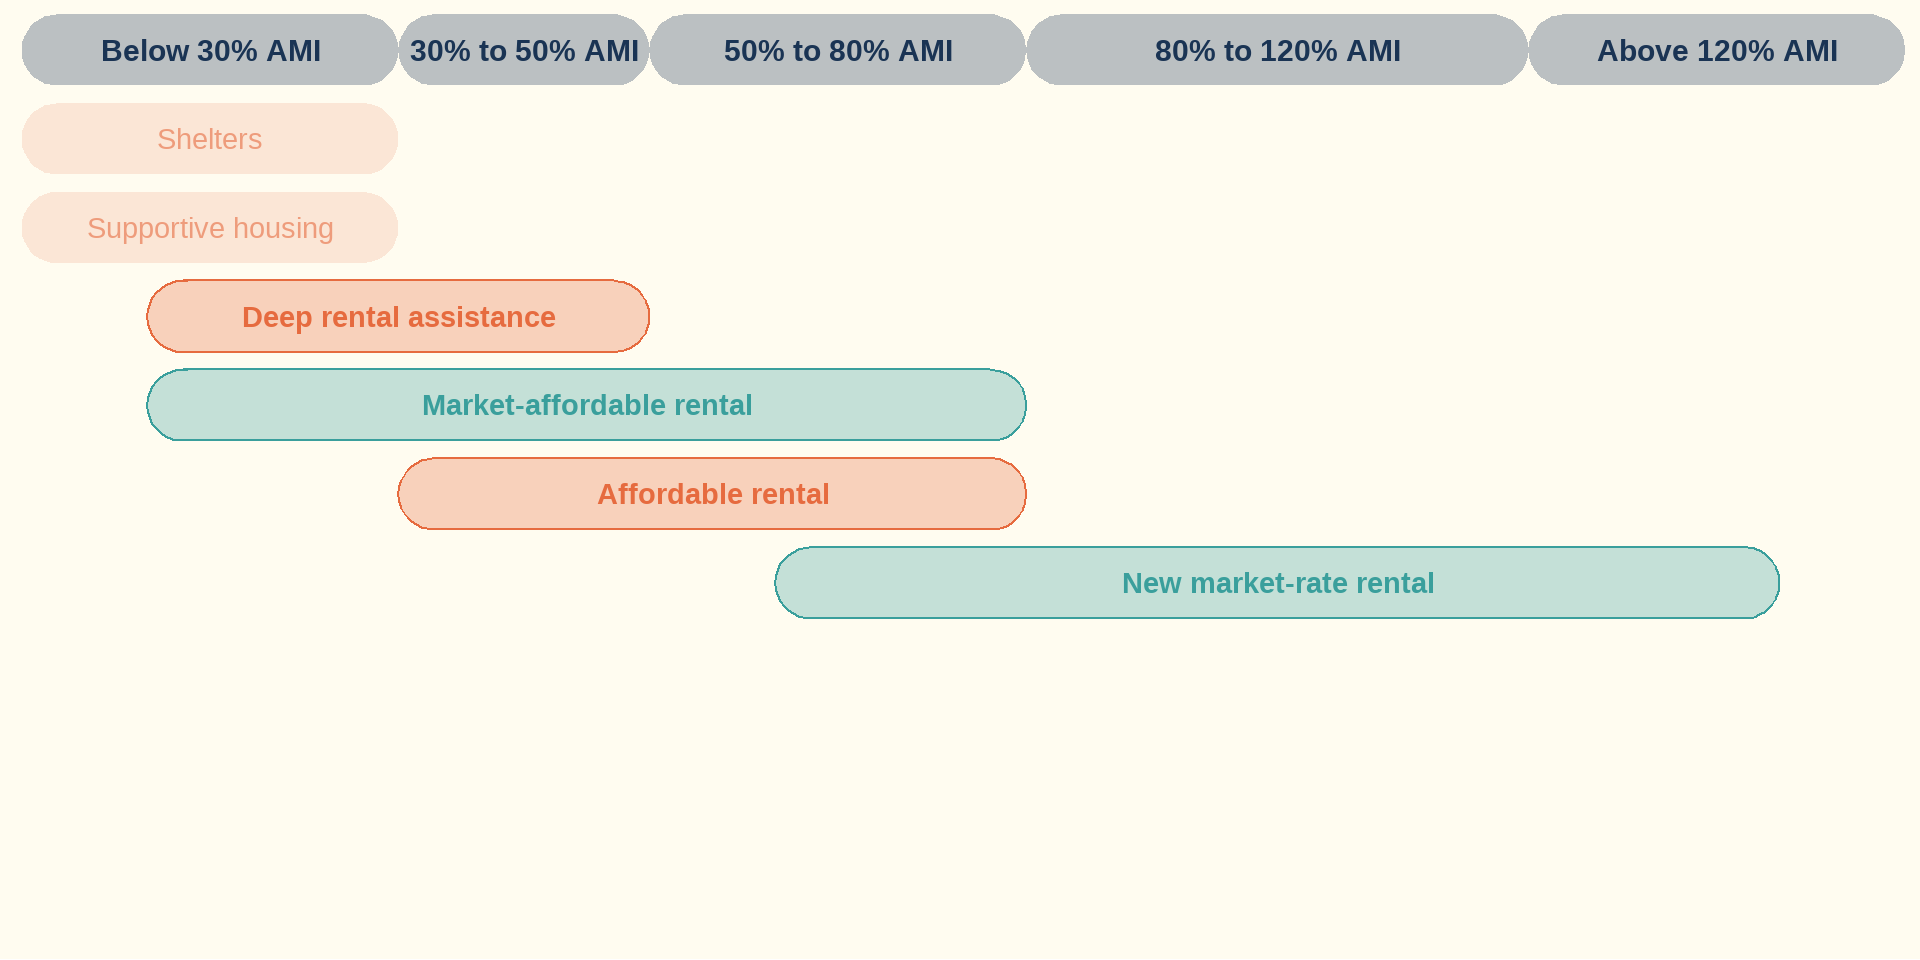 Below 30% AMI
30% to 50% AMI
50% to 80% AMI
80% to 120% AMI
Above 120% AMI
Shelters
Supportive housing
Deep rental assistance
Market-affordable rental
Affordable rental
New market-rate rental